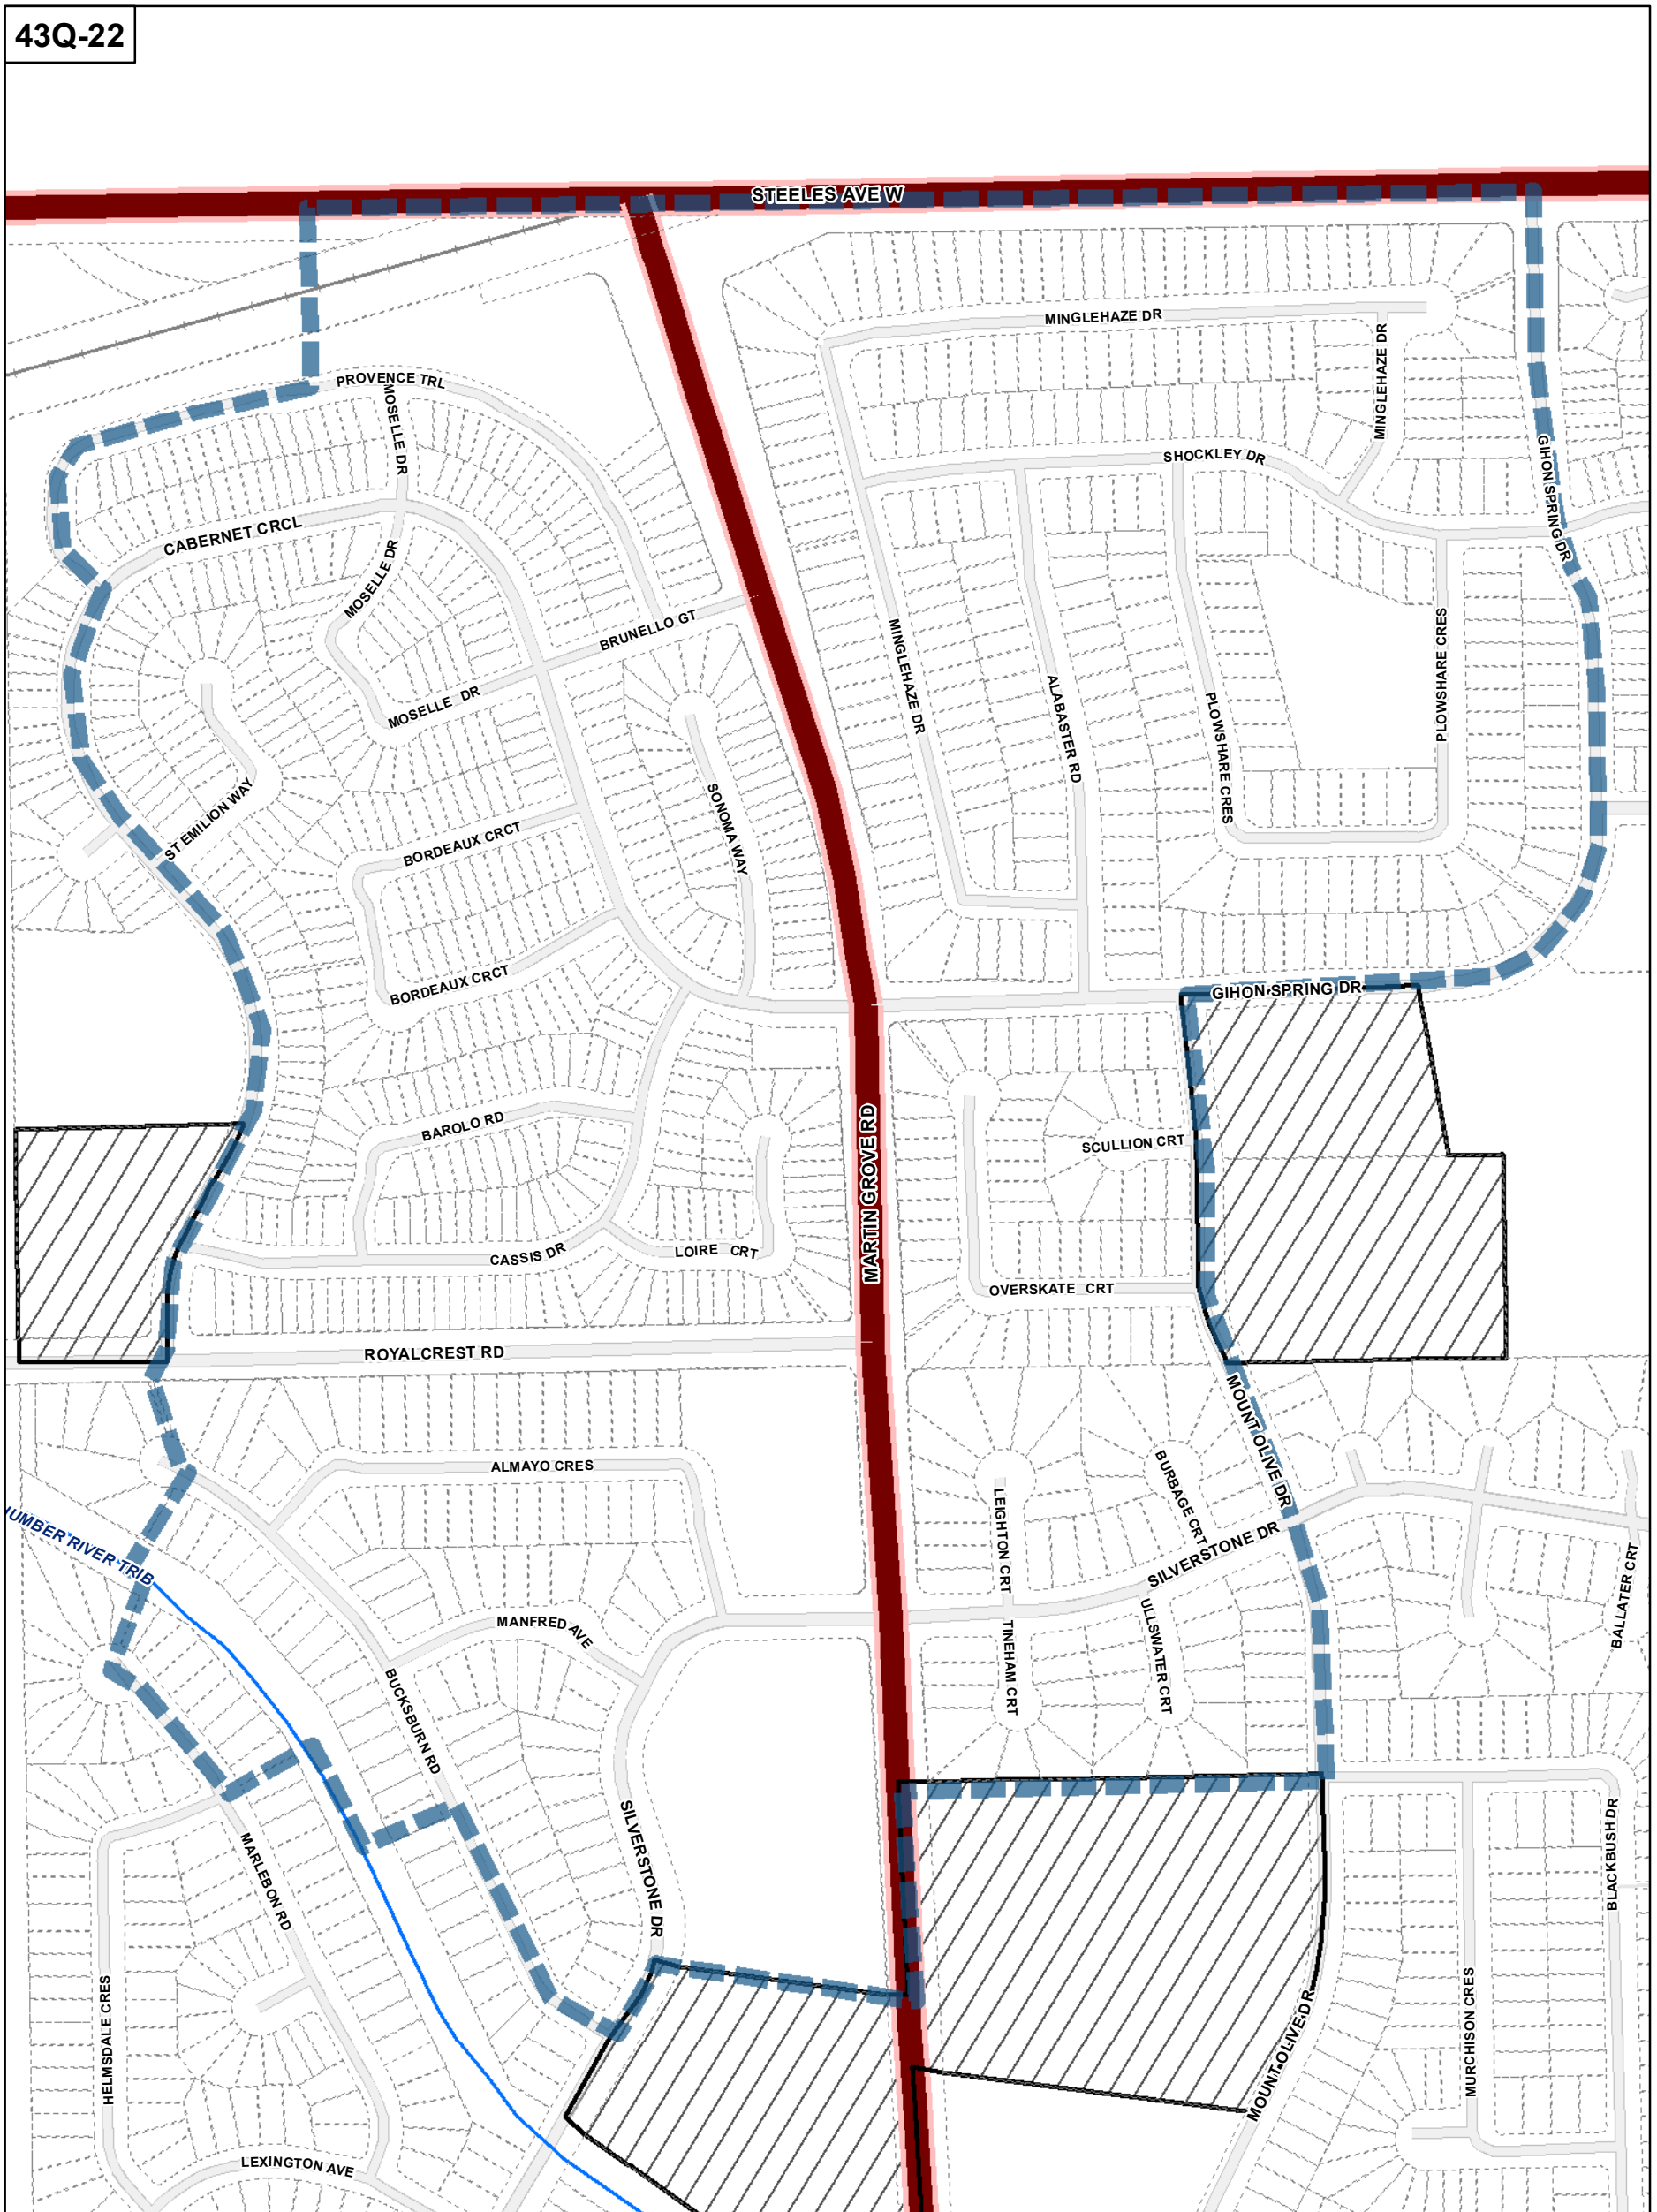 43Q-22
STEELES AVE W
MINGLEHAZE DR
MINGLEHAZE DR
PROVENCE TRL
MOSELLE DR
SHOCKLEY DR
GIHON SPRING DR
CABERNET CRCL
MOSELLE DR
BRUNELLO GT
MINGLEHAZE DR
PLOWSHARE CRES
MOSELLE DR
ALABASTER RD
PLOWSHARE CRES
ST EMILION WAY
SONOMA WAY
BORDEAUX CRCT
BORDEAUX CRCT
GIHON SPRING DR
BAROLO RD
MARTIN GROVE RD
SCULLION CRT
CASSIS DR
LOIRE CRT
OVERSKATE CRT
ROYALCREST RD
MOUNT OLIVE DR
ALMAYO CRES
BURBAGE CRT
LEIGHTON CRT
UMBER RIVER TRIB
SILVERSTONE DR
BALLATER CRT
MANFRED AVE
TINEHAM CRT
ULLSWATER CRT
BUCKSBURN RD
SILVERSTONE DR
MARLEBON RD
BLACKBUSH DR
HELMSDALE CRES
MOUNT OLIVE DR
MURCHISON CRES
LEXINGTON AVE